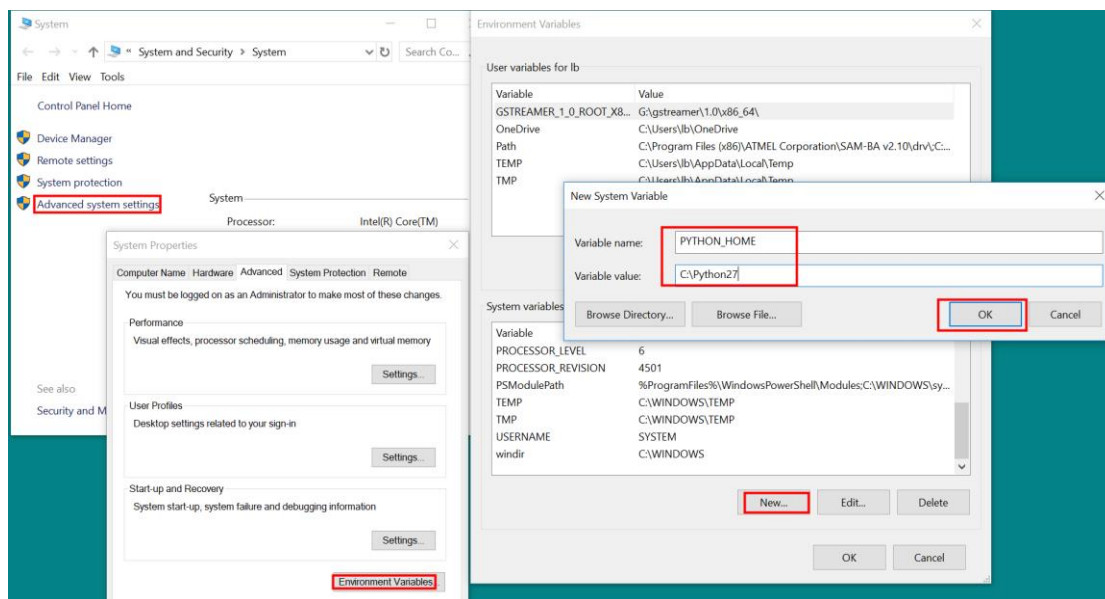 System
System and Security > System
Search Co...
File Edit View Tools
Control Panel Home
Device Manager
Remote settings
System protection
Advanced system settings
System
Processor: Intel(R) Core(TM)
See also
Security and M
System Properties
Computer Name Hardware Advanced System Protection Remote
You must be logged on as an Administrator to make most of these changes.
Performance
Visual effects, processor scheduling, memory usage and virtual memory
Settings...
User Profiles
Desktop settings related to your sign-in
Settings...
Start-up and Recovery
System start-up, system failure and debugging information
Settings...
Environment Variables
Environment Variables
User variables for lb
Variable Value
GSTREAMER_1_0_ROOT_X8... G:\gstreamer\1.0\x86_64\
OneDrive C:\Users\lb\OneDrive
Path C:\Program Files (x86)\ATMEL Corporation\SAM-BA v2.10\drv\;C:...
TEMP C:\Users\lb\AppData\Local\Temp
TMP C:\Users\lb\AppData\Local\Temp
New System Variable
Variable name: PYTHON_HOME
Variable value: C:\Python27
Browse Directory... Browse File... OK Cancel
System variables
Variable
PROCESSOR_LEVEL 6
PROCESSOR_REVISION 4501
PSModulePath %ProgramFiles%\WindowsPowerShell\Modules;C:\WINDOWS\sy...
TEMP C:\WINDOWS\TEMP
TMP C:\WINDOWS\TEMP
USERNAME SYSTEM
windir C:\WINDOWS
New... Edit... Delete
OK Cancel